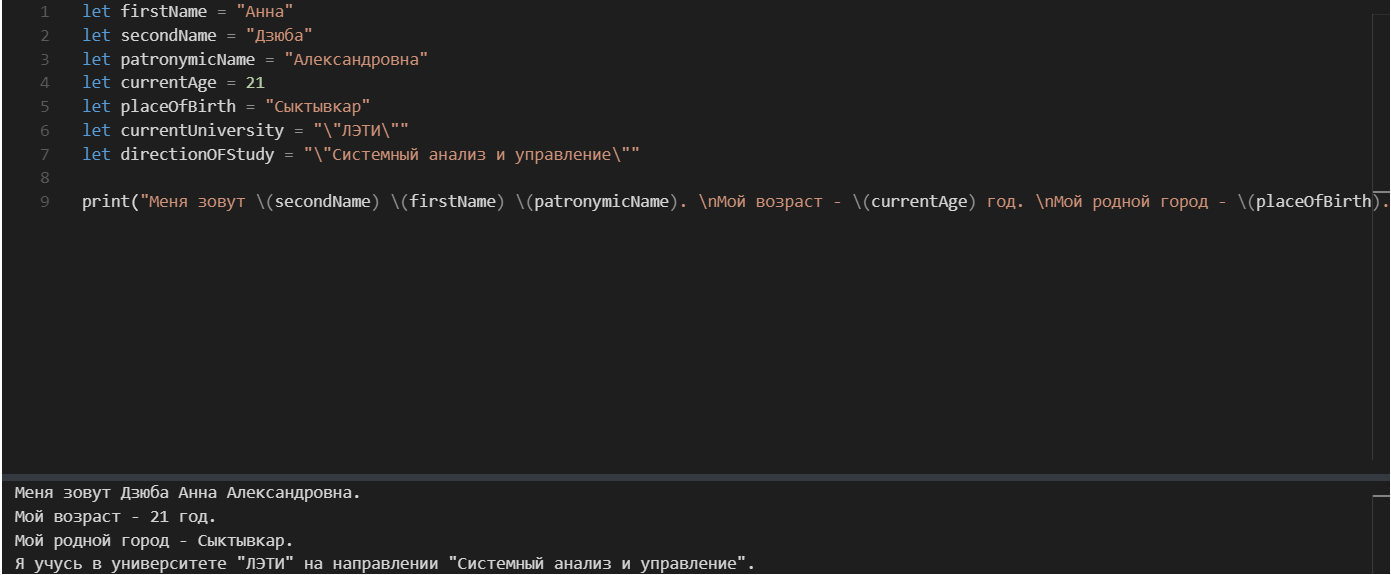 1 let firstName = "Анна"
2 let secondName = "Дзюба"
3 let patronymicName = "Александровна"
4 let currentAge = 21
5 let placeOfBirth = "Сыктывкар"
6 let currentUniversity = "\"ЛЭТИ\""
7 let directionOFStudy = "\"Системный анализ и управление\""
8
9 print("Меня зовут \(secondName) \(firstName) \(patronymicName). \nМой возраст - \(currentAge) год. \nМой родной город - \(placeOfBirth).
Меня зовут Дзюба Анна Александровна.
Мой возраст - 21 год.
Мой родной город - Сыктывкар.
Я учусь в университете "ЛЭТИ" на направлении "Системный анализ и управление".